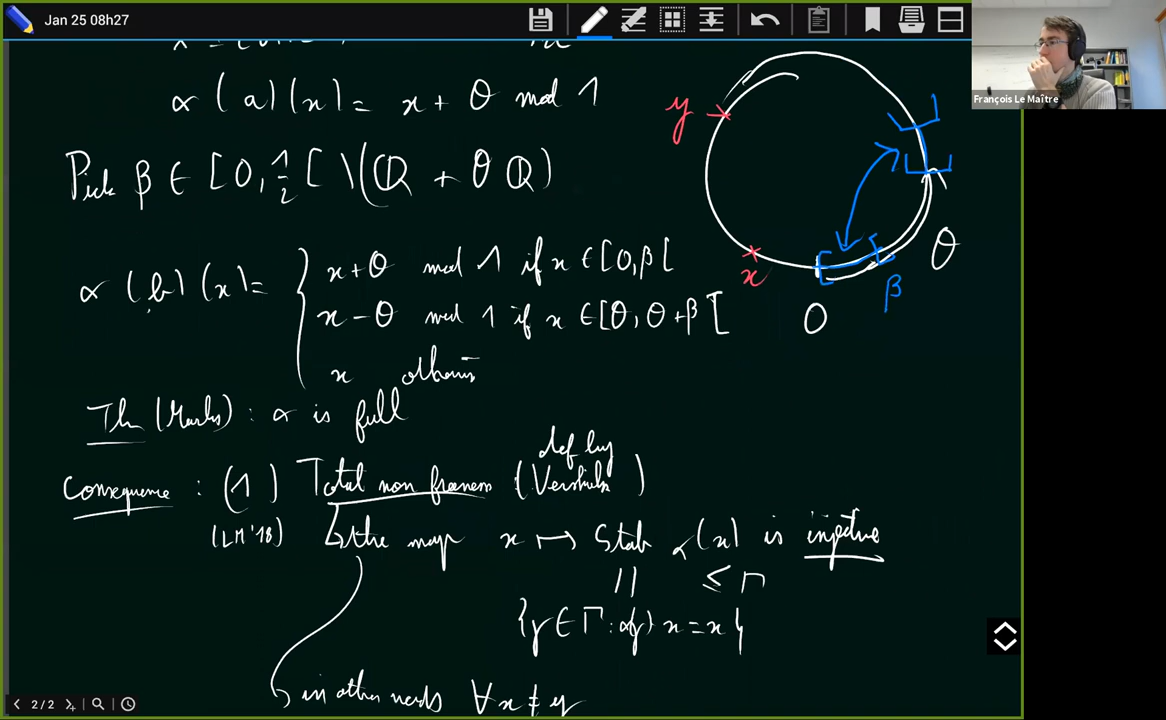 Jan 25 08h27
François Le Maître
α (a)(x) = x + θ mod 1
Pick β ∈ [0, 1/2[ \ (ℚ + θℚ)
α (b)(x) = { x+θ mod 1 if x ∈ [0, β[
x − θ mod 1 if x ∈ [θ, θ+β[
x otherwise
y
x
0
β
θ
Th (Marks) : α is full
def by
Consequence : (1) Total non freeness (Vershik)
(LM'18) the map x ↦ Stab α(x) is injective
|| ≤ Γ
{γ ∈ Γ : α(γ) x = x}
in other words ∀ x ≠ y
2/2